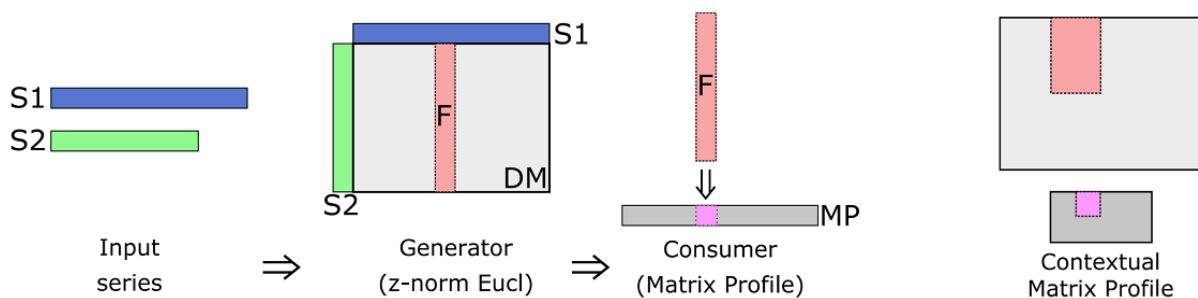 S1
S2
S1
F
DM
S2
F
MP
Input
series
⇒
Generator
(z-norm Eucl)
⇒
Consumer
(Matrix Profile)
Contextual
Matrix Profile